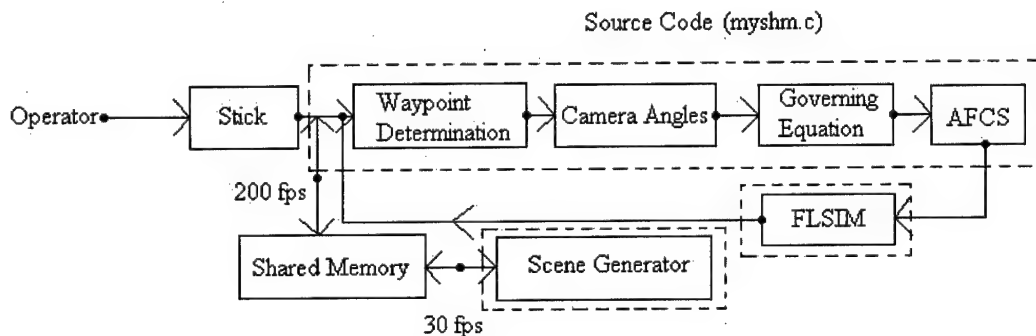 Source Code (myshm.c)
Operator
Stick
Waypoint
Determination
Camera Angles
Governing
Equation
AFCS
200 fps
FLSIM
Shared Memory
Scene Generator
30 fps